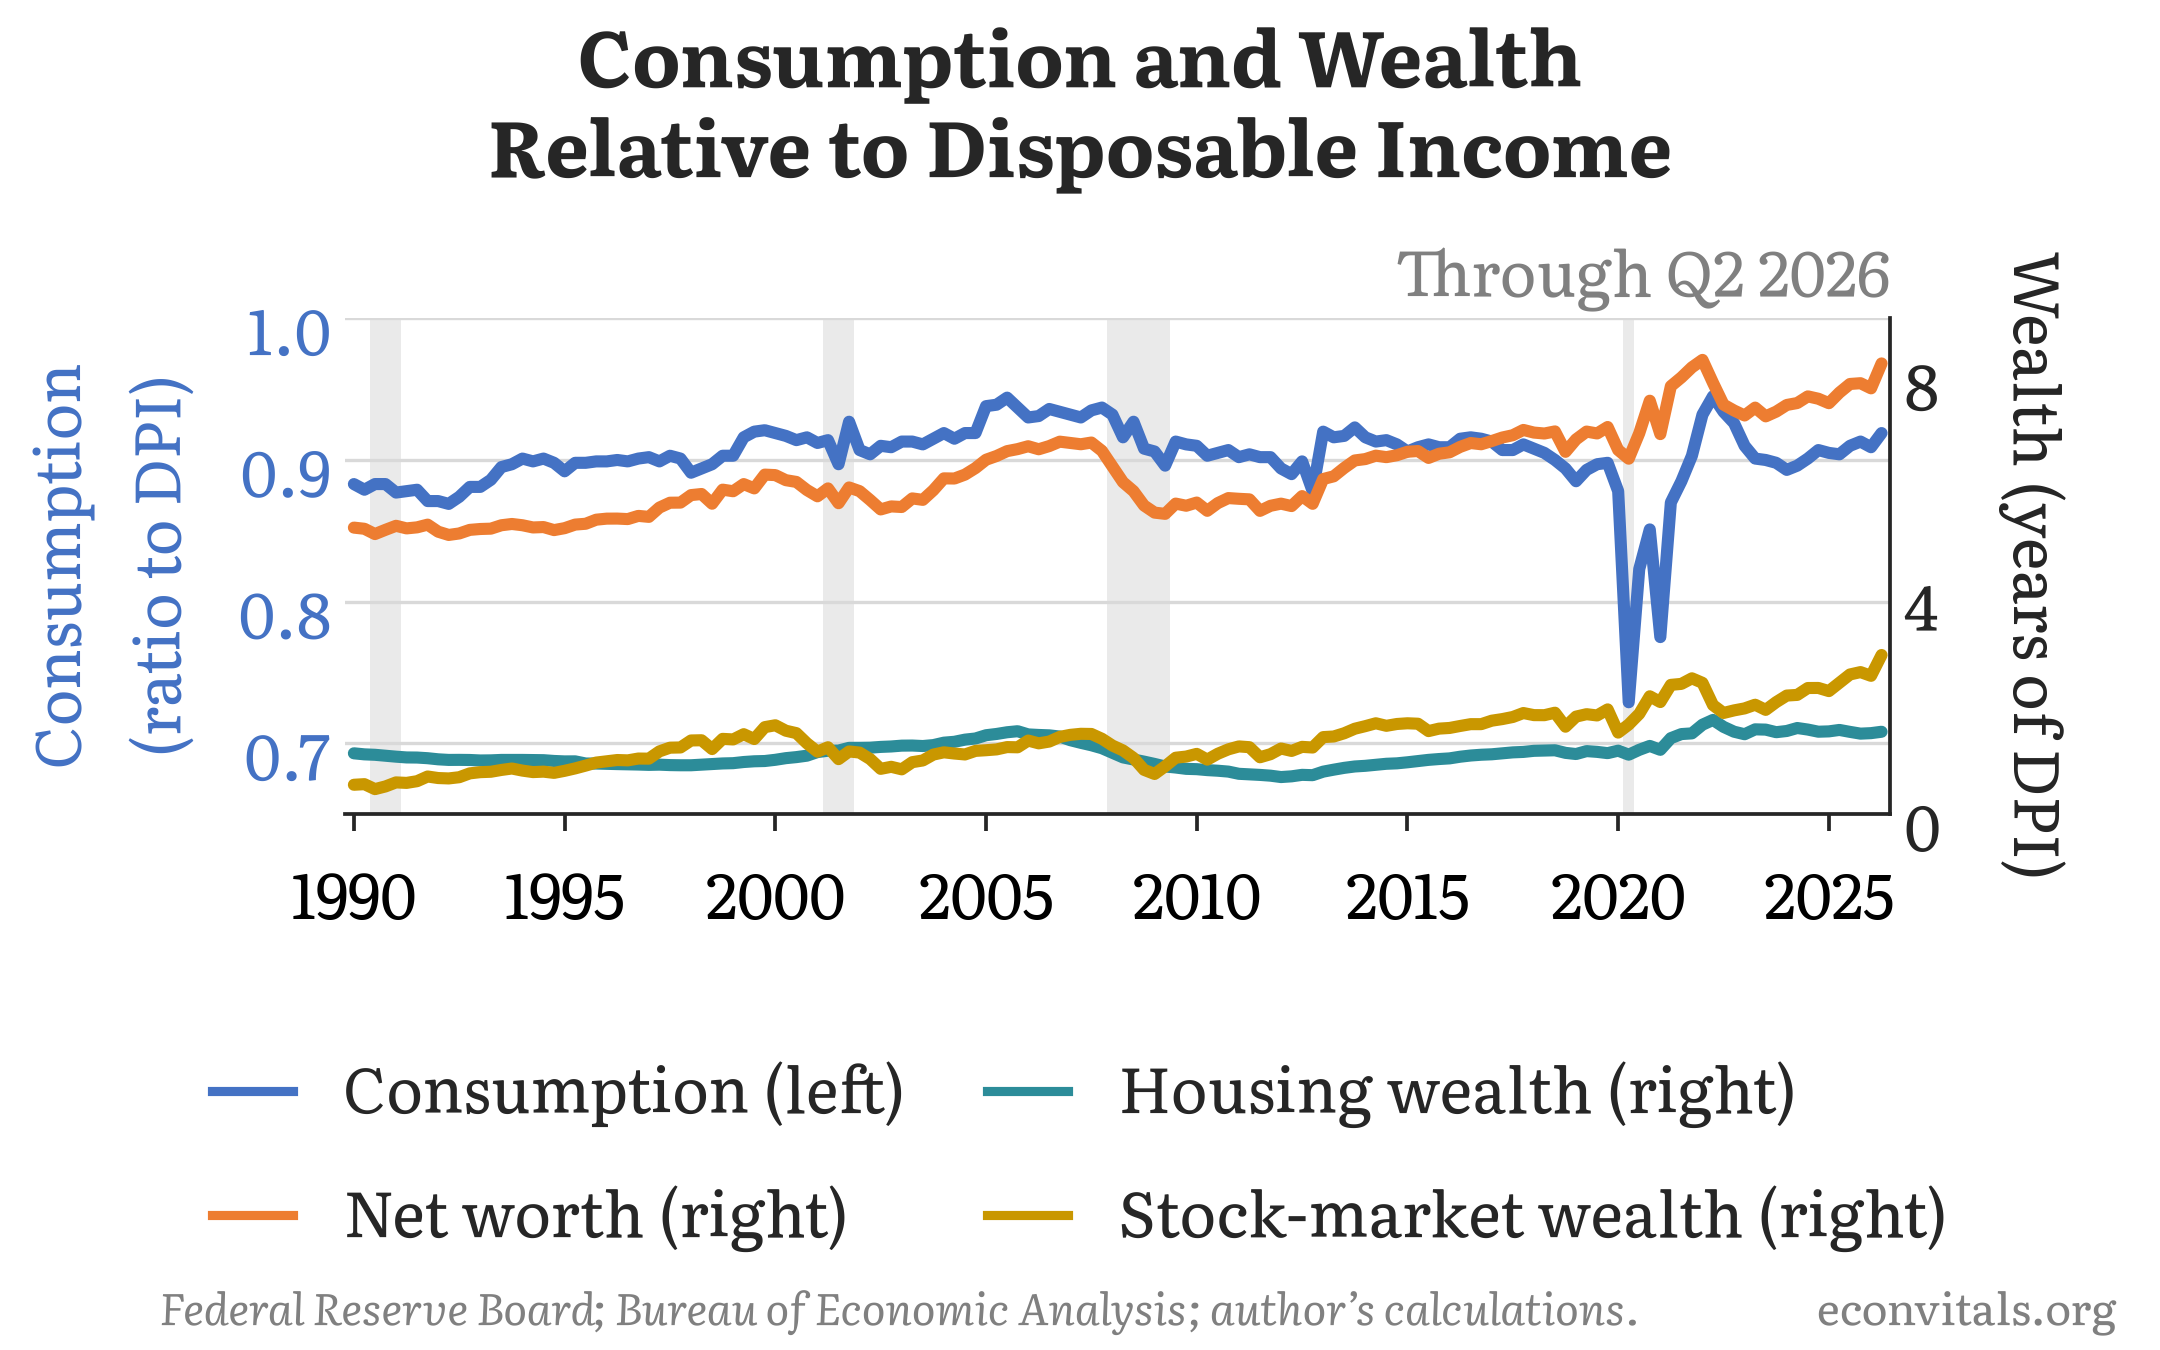 Consumption and Wealth
Relative to Disposable Income
Through Q2 2026
Consumption
(ratio to DPI)
1.0
0.9
0.8
0.7
8
4
0
Wealth (years of DPI)
1990 1995 2000 2005 2010 2015 2020 2025
Consumption (left) Housing wealth (right)
Net worth (right) Stock-market wealth (right)
Federal Reserve Board; Bureau of Economic Analysis; author’s calculations. econvitals.org